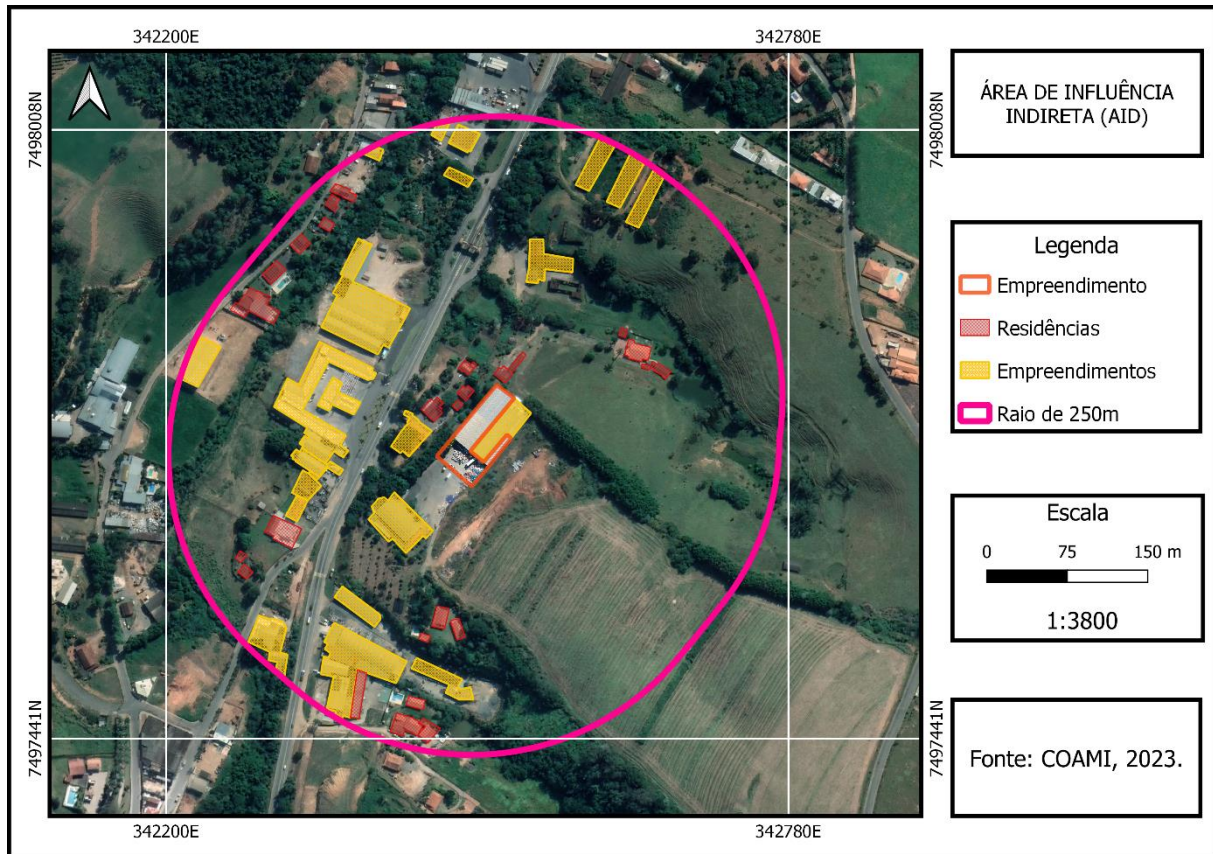 342200E
342780E
7498008N
7498008N
7497441N
7497441N
342200E
342780E
ÁREA DE INFLUÊNCIA
INDIRETA (AID)
Legenda
Empreendimento
Residências
Empreendimentos
Raio de 250m
Escala
0 75 150 m
1:3800
Fonte: COAMI, 2023.